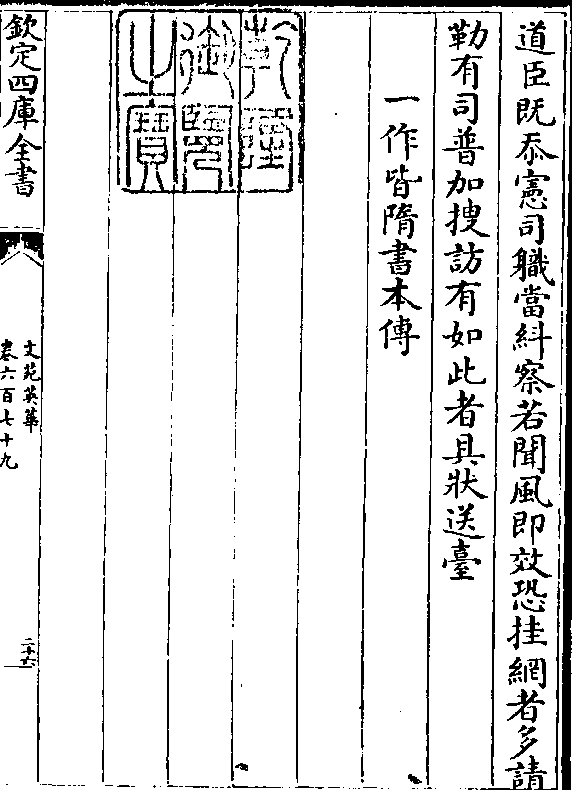 道臣既忝憲司職當糾察若聞風即效恐挂網者多請
勒有司普加搜訪有如此者具狀送臺
一作皆隋書本傳
乾隆御覽之寶
欽定四庫全書
文苑英華
卷六百七十九
二十六